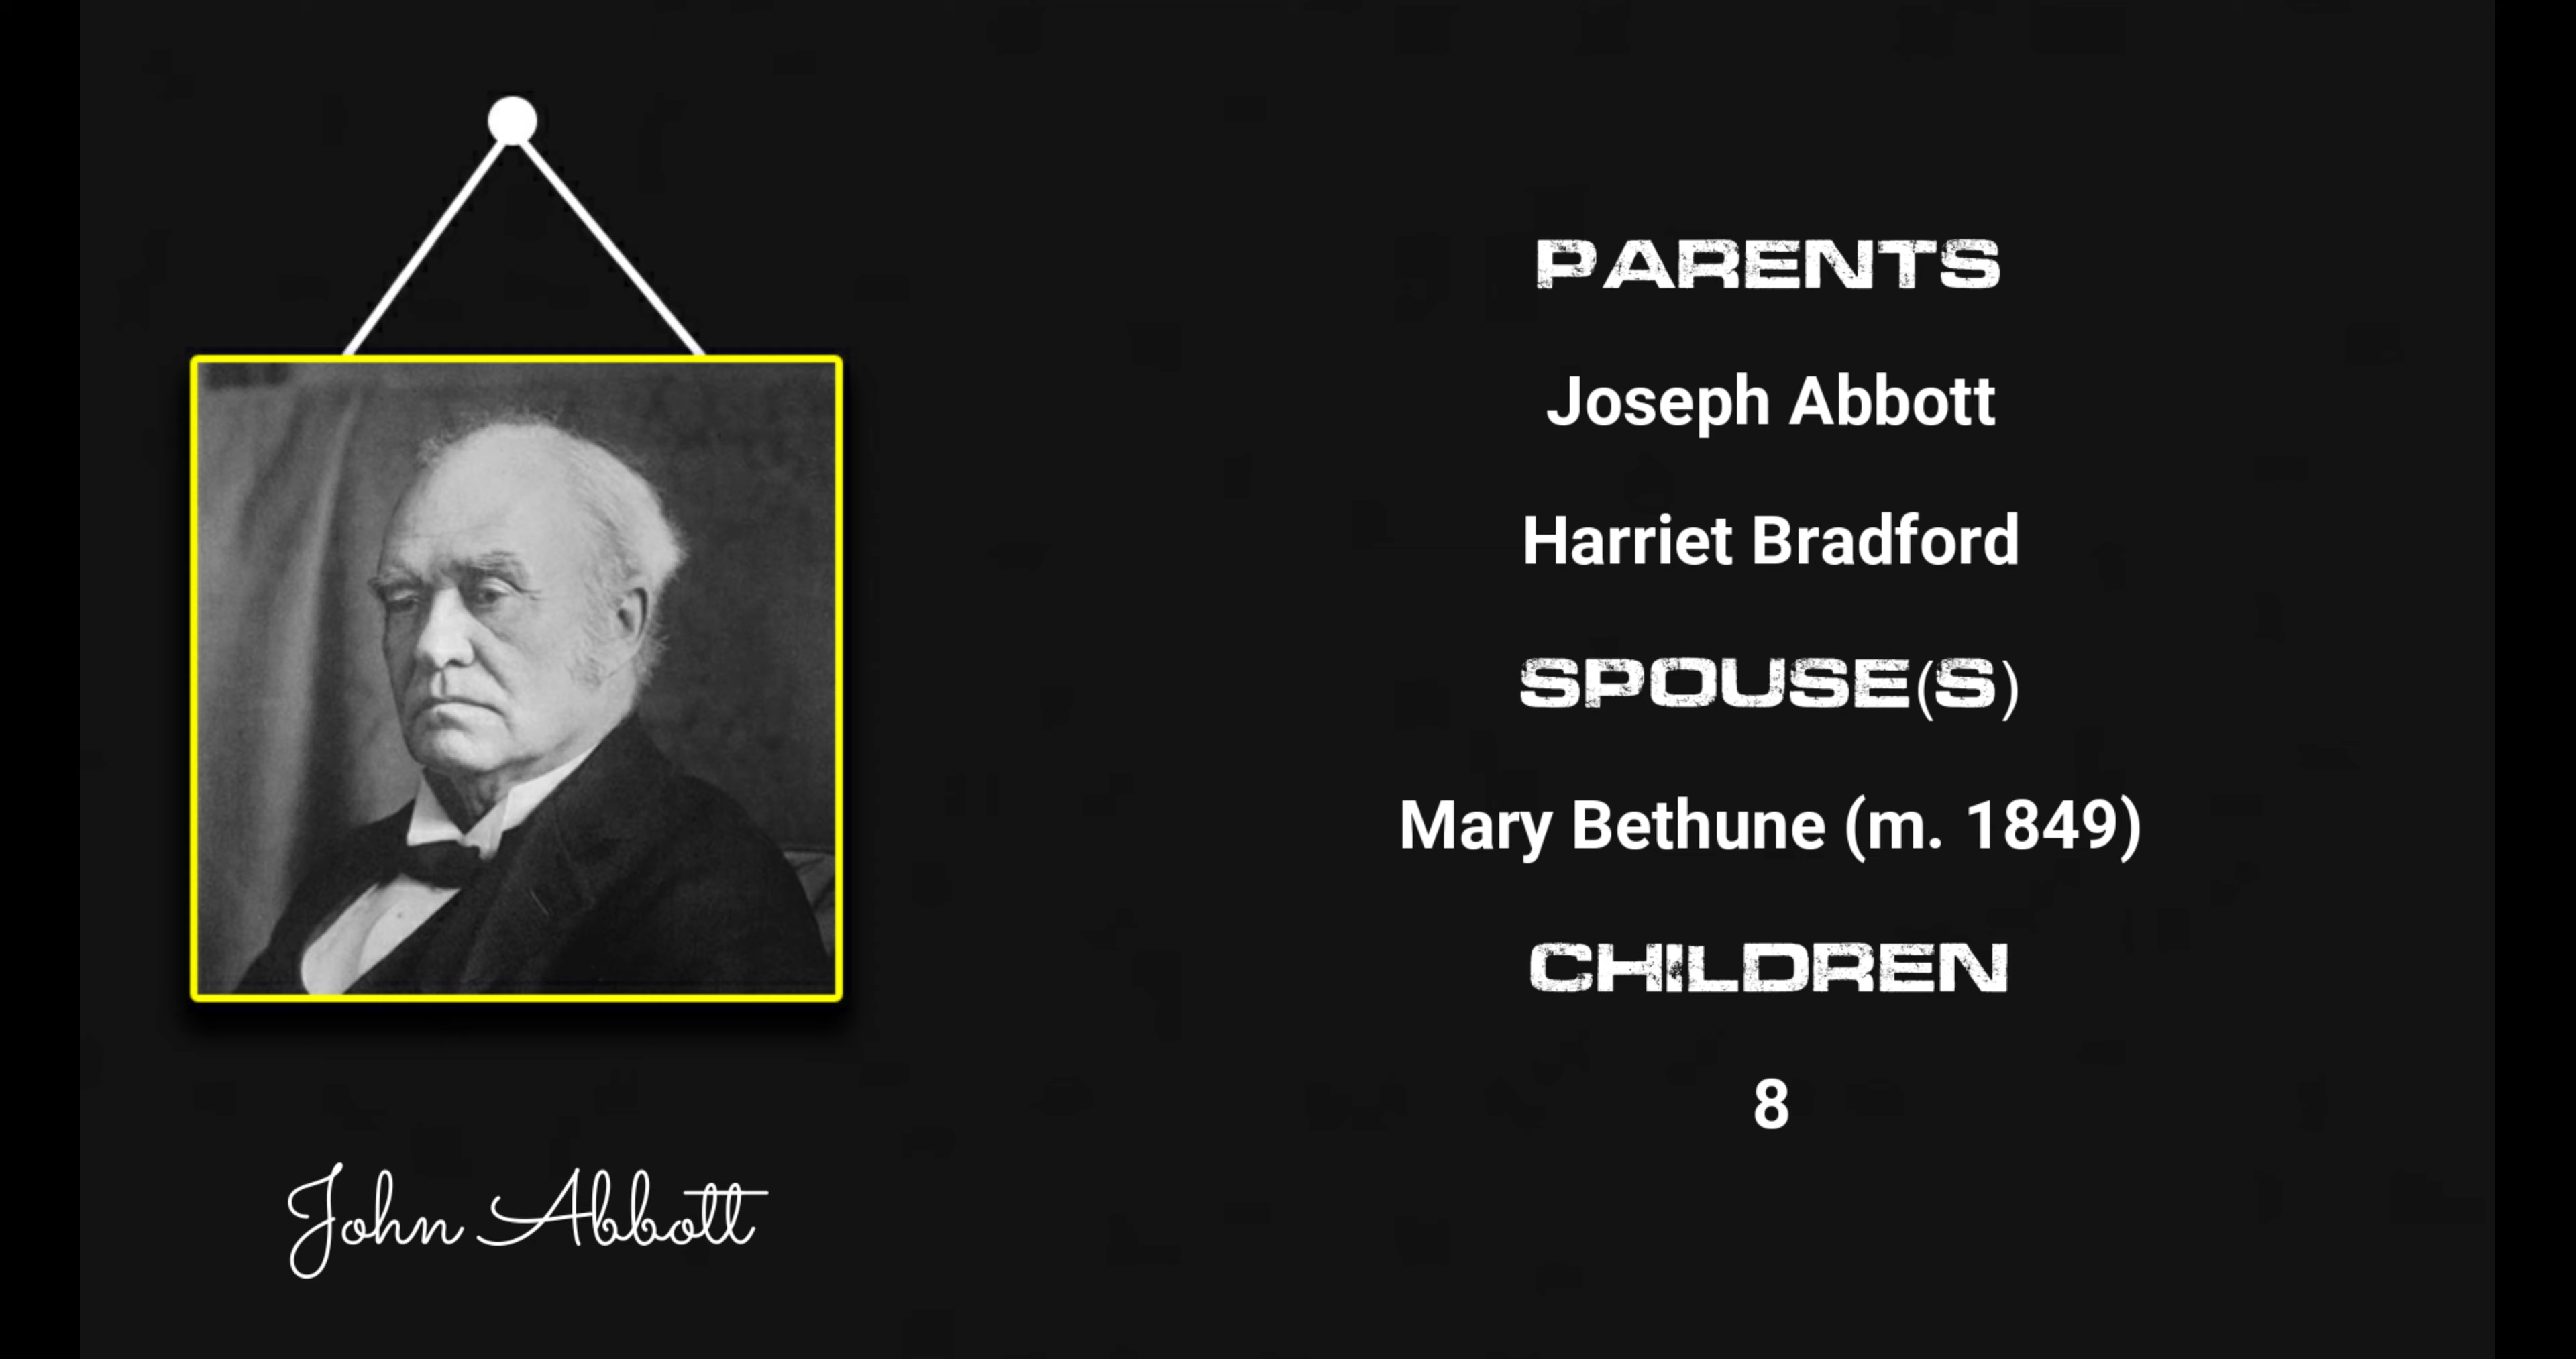 PARENTS
Joseph Abbott
Harriet Bradford
SPOUSE(S)
Mary Bethune (m. 1849)
CHILDREN
8
John Abbott